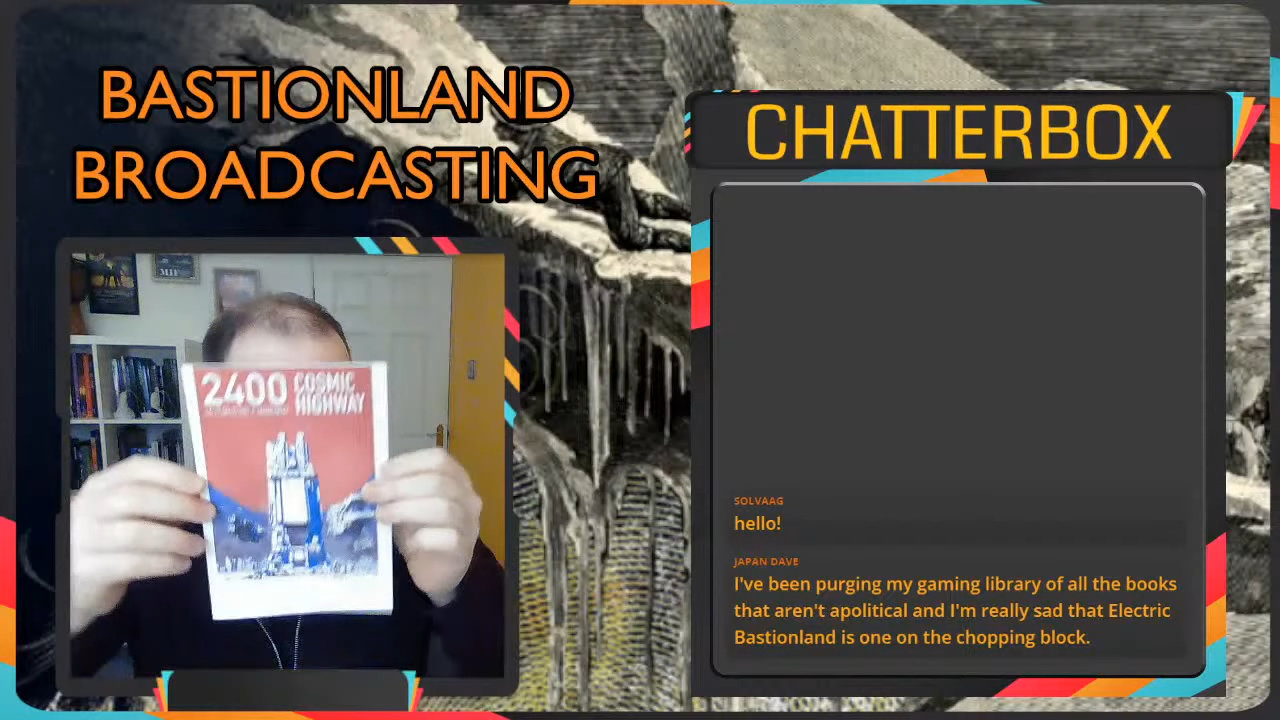 BASTIONLAND
BROADCASTING
CHATTERBOX
MIF
2400 COSMIC
HIGHWAY
SOLVAAG
hello!
JAPAN DAVE
I've been purging my gaming library of all the books
that aren't apolitical and I'm really sad that Electric
Bastionland is one on the chopping block.